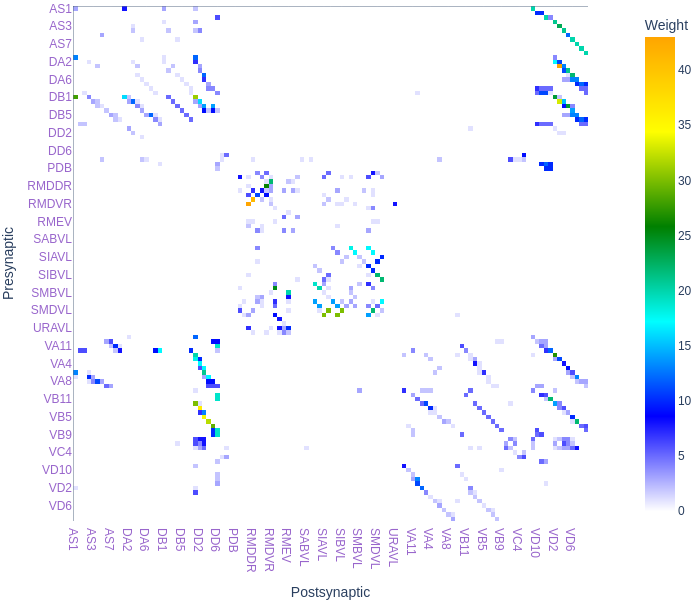 Weight
AS1
AS3
AS7
DA2
DA6
DB1
DB5
DD2
DD6
PDB
RMDDR
RMDVR
RMEV
SABVL
SIAVL
SIBVL
SMBVL
SMDVL
URAVL
VA11
VA4
VA8
VB11
VB5
VB9
VC4
VD10
VD2
VD6
Presynaptic
AS1
AS3
AS7
DA2
DA6
DB1
DB5
DD2
DD6
PDB
RMDDR
RMDVR
RMEV
SABVL
SIAVL
SIBVL
SMBVL
SMDVL
URAVL
VA11
VA4
VA8
VB11
VB5
VB9
VC4
VD10
VD2
VD6
Postsynaptic
40
35
30
25
20
15
10
5
0